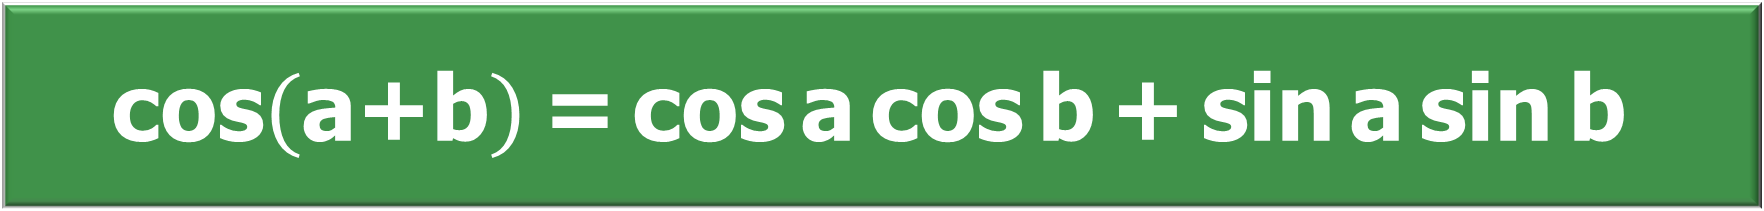 cos(a+b) = cos a cos b + sin a sin b